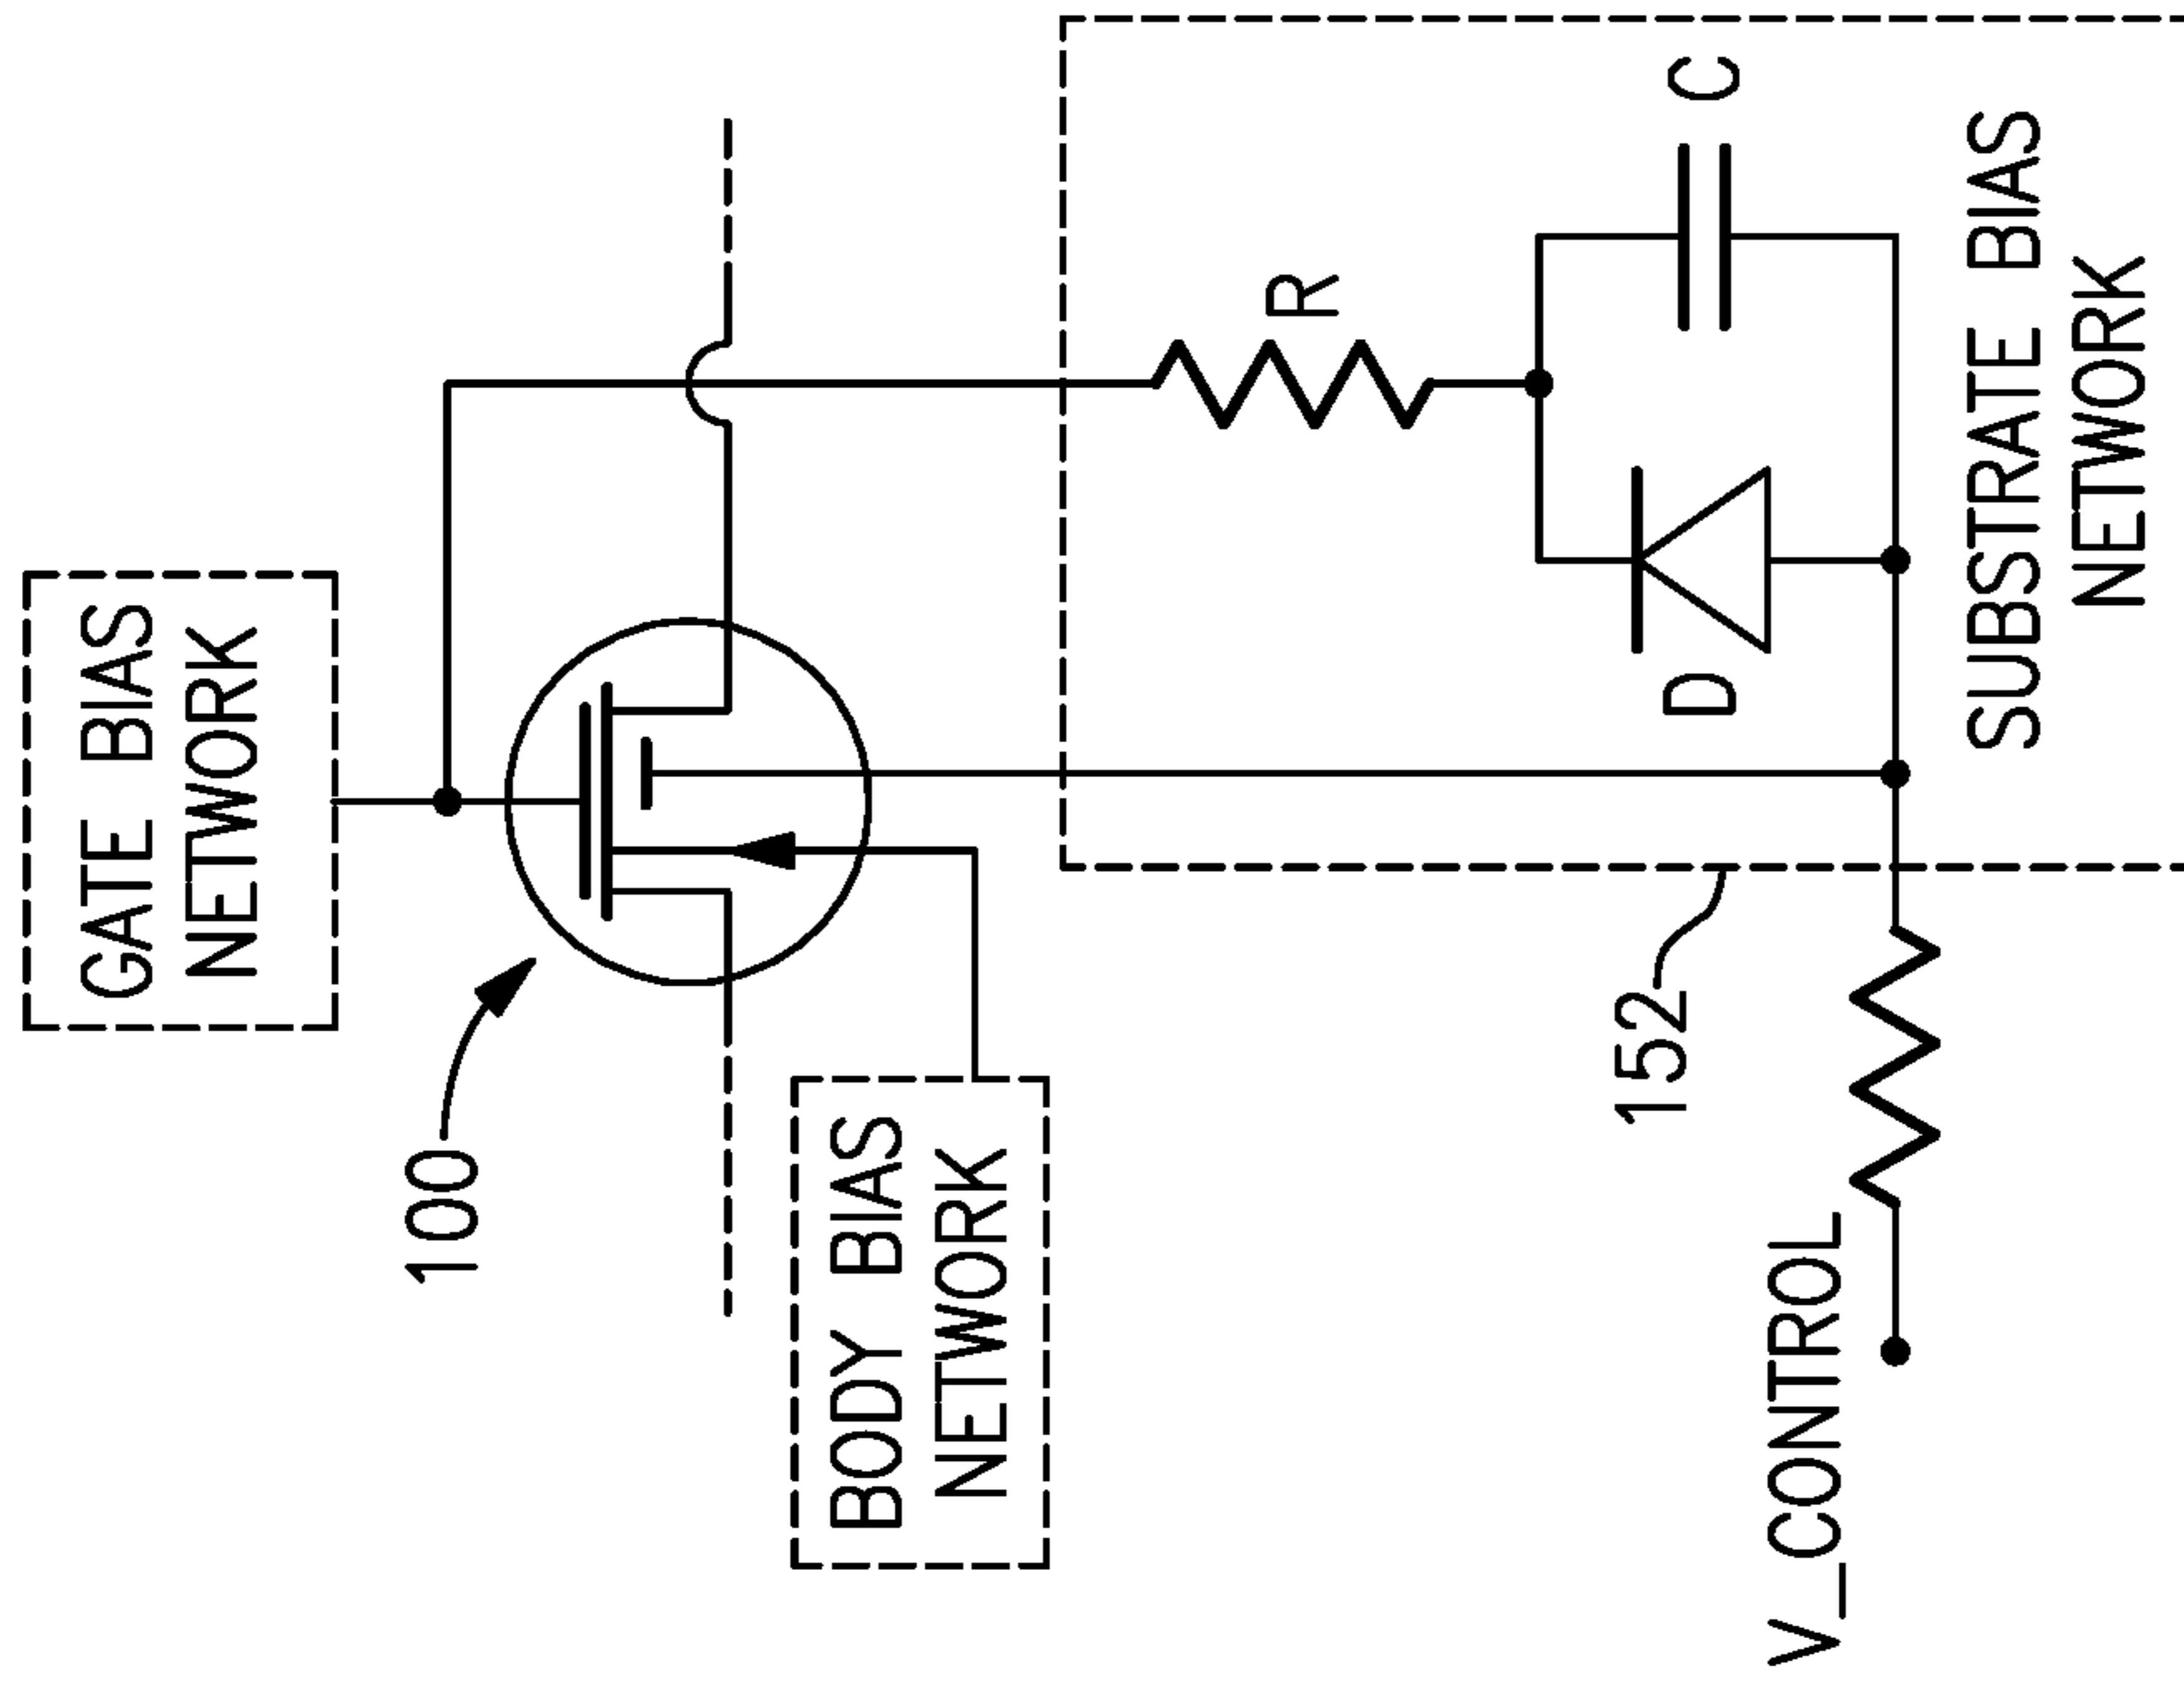 GATE BIAS
NETWORK
100
BODY BIAS
NETWORK
R
C
D
152
V_CONTROL
SUBSTRATE BIAS
NETWORK